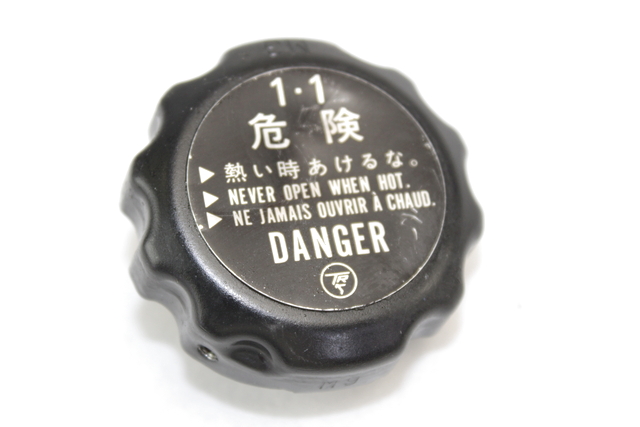 1・1
危険
▶熱い時あけるな。
▶NEVER OPEN WHEN HOT.
▶NE JAMAIS OUVRIR À CHAUD.
DANGER